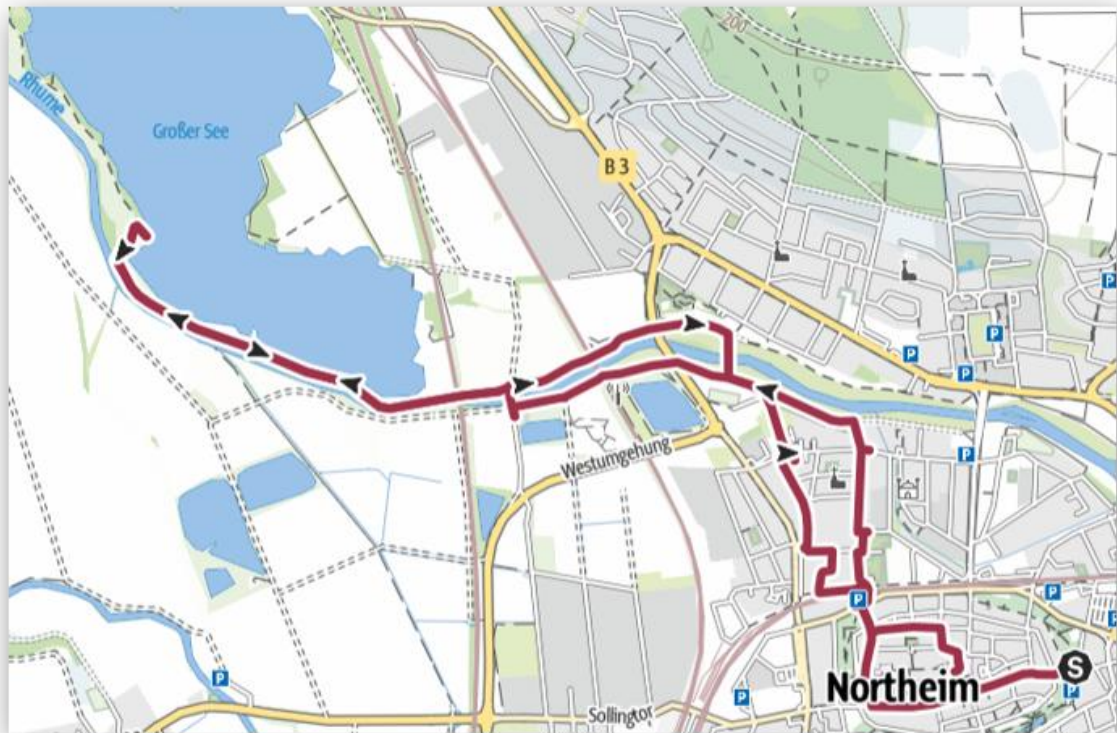 200
Rhume
Großer See
B 3
P
P
P
P
Westumgehung
P
P
P
P
Northeim
S
P
P
P
Sollingtor